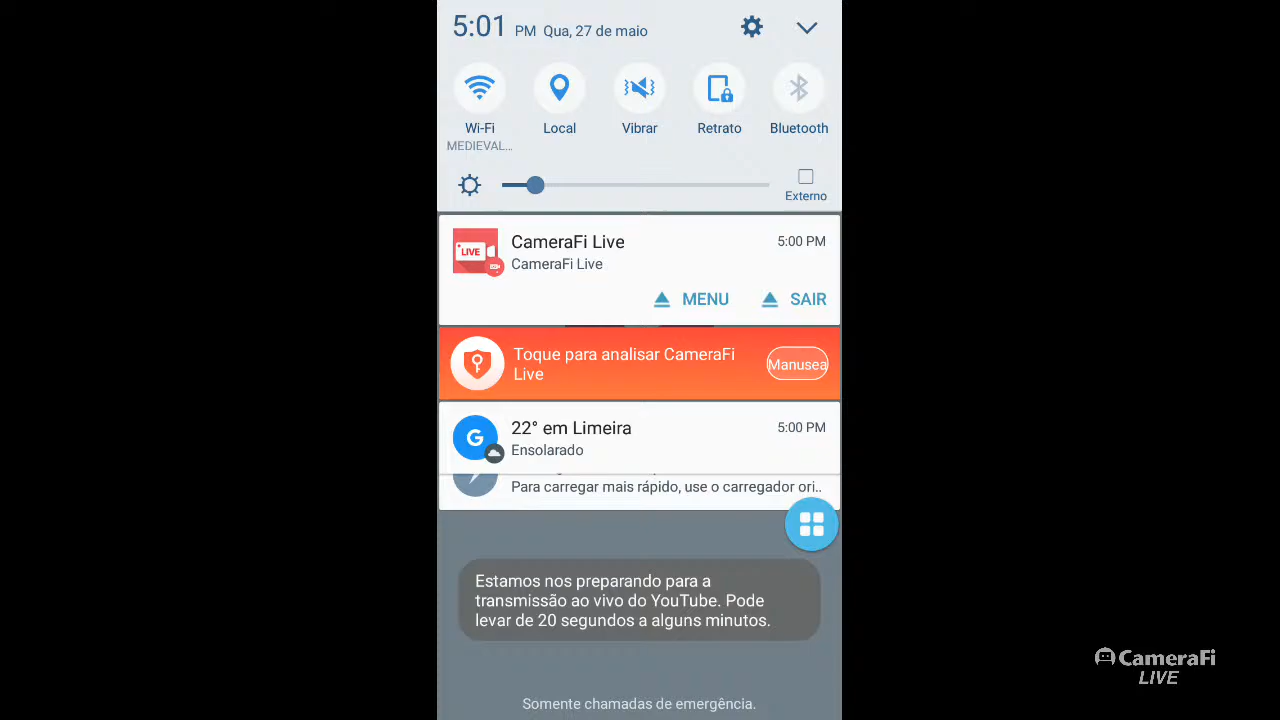 5:01 PM Qua, 27 de maio
Wi-Fi
MEDIEVAL...
Local
Vibrar
Retrato
Bluetooth
Externo
LIVE
CameraFi Live
5:00 PM
CameraFi Live
MENU
SAIR
Toque para analisar CameraFi
Live
Manusea
G
22° em Limeira
5:00 PM
Ensolarado
Para carregar mais rápido, use o carregador ori..
Estamos nos preparando para a
transmissão ao vivo do YouTube. Pode
levar de 20 segundos a alguns minutos.
CameraFi
LIVE
Somente chamadas de emergência.